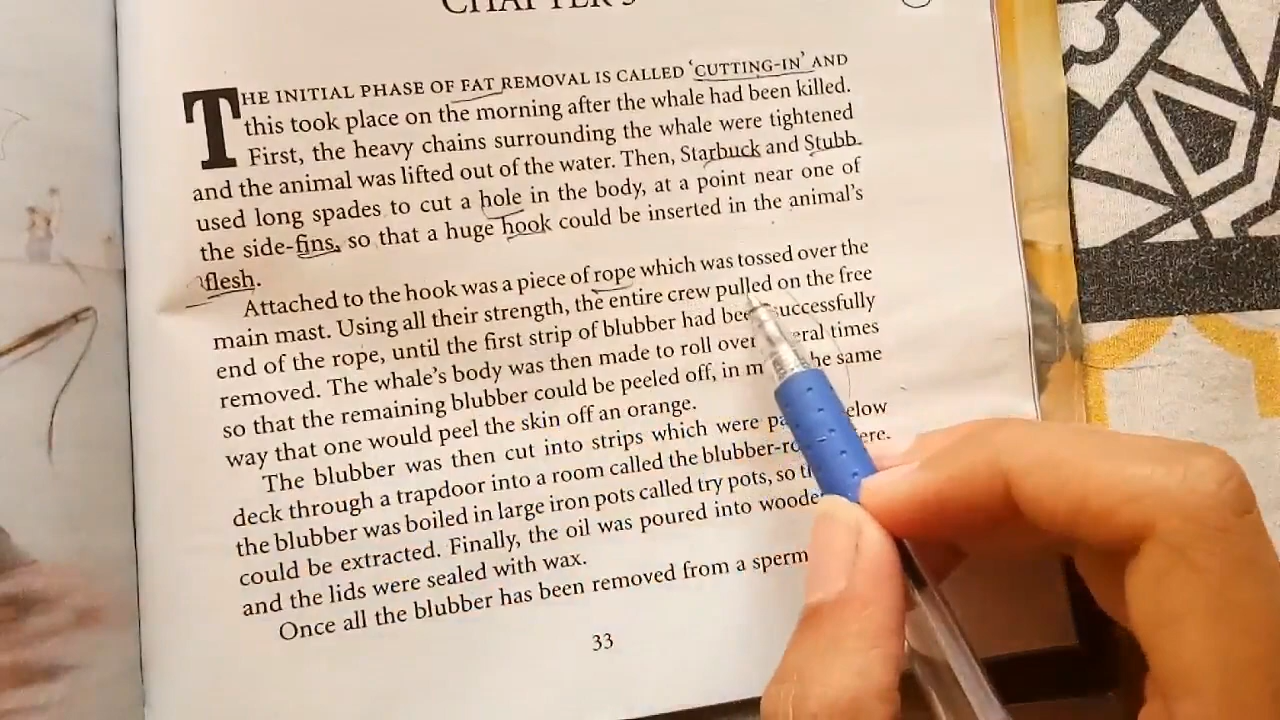 CHAPTER
THE INITIAL PHASE OF FAT REMOVAL IS CALLED ‘CUTTING-IN’ AND
this took place on the morning after the whale had been killed.
First, the heavy chains surrounding the whale were tightened
and the animal was lifted out of the water. Then, Starbuck and Stubb
used long spades to cut a hole in the body, at a point near one of
the side-fins, so that a huge hook could be inserted in the animal’s
flesh.
Attached to the hook was a piece of rope which was tossed over the
main mast. Using all their strength, the entire crew pulled on the free
end of the rope, until the first strip of blubber had been successfully
removed. The whale’s body was then made to roll over several times
so that the remaining blubber could be peeled off, in the same
way that one would peel the skin off an orange.
The blubber was then cut into strips which were below
deck through a trapdoor into a room called the blubber-
the blubber was boiled in large iron pots called try pots, so
could be extracted. Finally, the oil was poured into
and the lids were sealed with wax.
Once all the blubber has been removed from a sperm
33